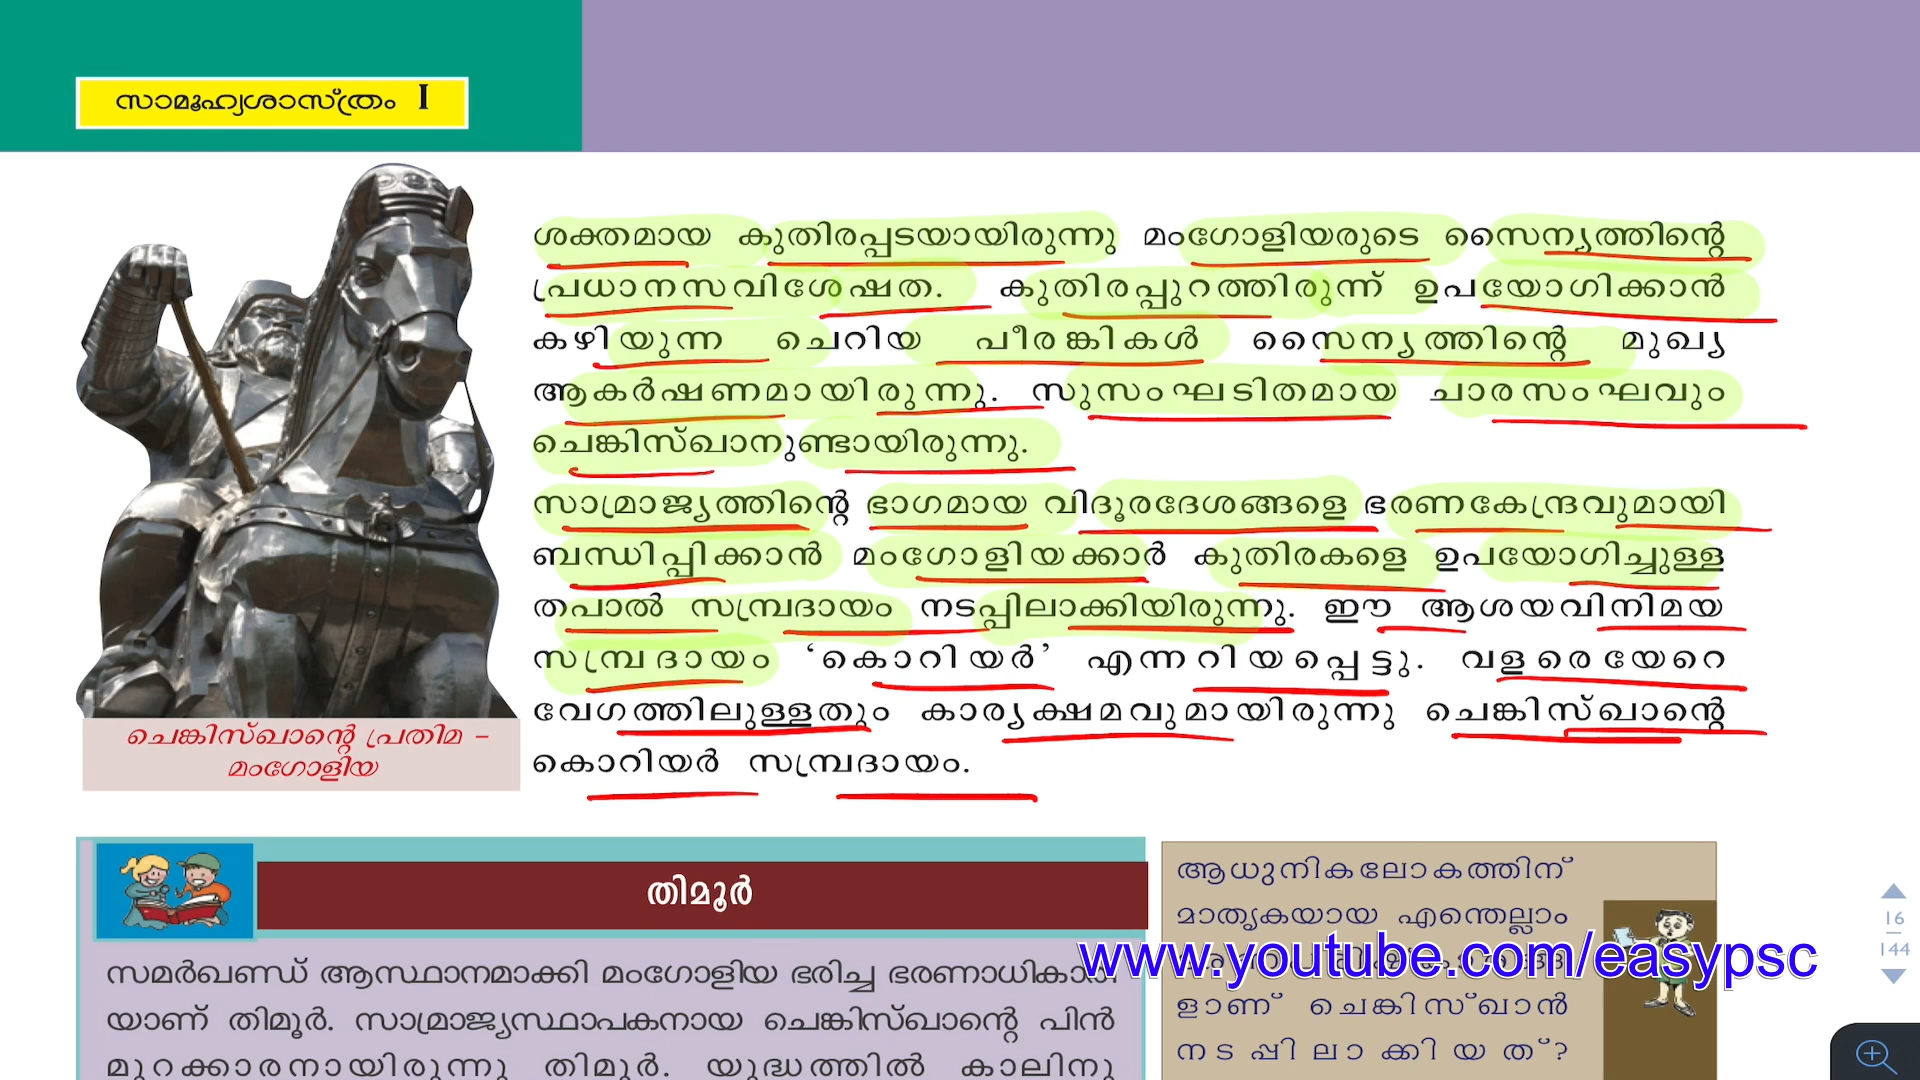 സാമൂഹ്യശാസ്ത്രം I
ശക്തമായ കുതിരപ്പടയായിരുന്നു മംഗോളിയരുടെ സൈന്യത്തിന്റെ
പ്രധാനസവിശേഷത. കുതിരപ്പുറത്തിരുന്ന് ഉപയോഗിക്കാൻ
കഴിയുന്ന ചെറിയ പീരങ്കികൾ സൈന്യത്തിന്റെ മുഖ്യ
ആകർഷണമായിരുന്നു. സുസംഘടിതമായ ചാരസംഘവും
ചെങ്കിസ്ഖാനുണ്ടായിരുന്നു.
സാമ്രാജ്യത്തിന്റെ ഭാഗമായ വിദൂരദേശങ്ങളെ ഭരണകേന്ദ്രവുമായി
ബന്ധിപ്പിക്കാൻ മംഗോളിയക്കാർ കുതിരകളെ ഉപയോഗിച്ചുള്ള
തപാൽ സമ്പ്രദായം നടപ്പിലാക്കിയിരുന്നു. ഈ ആശയവിനിമയ
സമ്പ്രദായം ‘കൊറിയർ’ എന്നറിയപ്പെട്ടു. വളരെയേറെ
വേഗത്തിലുള്ളതും കാര്യക്ഷമവുമായിരുന്നു ചെങ്കിസ്ഖാന്റെ
കൊറിയർ സമ്പ്രദായം.
ചെങ്കിസ്ഖാന്റെ പ്രതിമ –
മംഗോളിയ
തിമൂർ
സമർഖണ്ഡ് ആസ്ഥാനമാക്കി മംഗോളിയ ഭരിച്ച ഭരണാധികാരി
യാണ് തിമൂർ. സാമ്രാജ്യസ്ഥാപകനായ ചെങ്കിസ്ഖാന്റെ പിൻ
മുറക്കാരനായിരുന്നു തിമൂർ. യുദ്ധത്തിൽ കാലിനു
ആധുനികലോകത്തിന്
മാതൃകയായ എന്തെല്ലാം
ളാണ് ചെങ്കിസ്ഖാൻ
നടപ്പിലാക്കിയത്?
www.youtube.com/easypsc
16
144